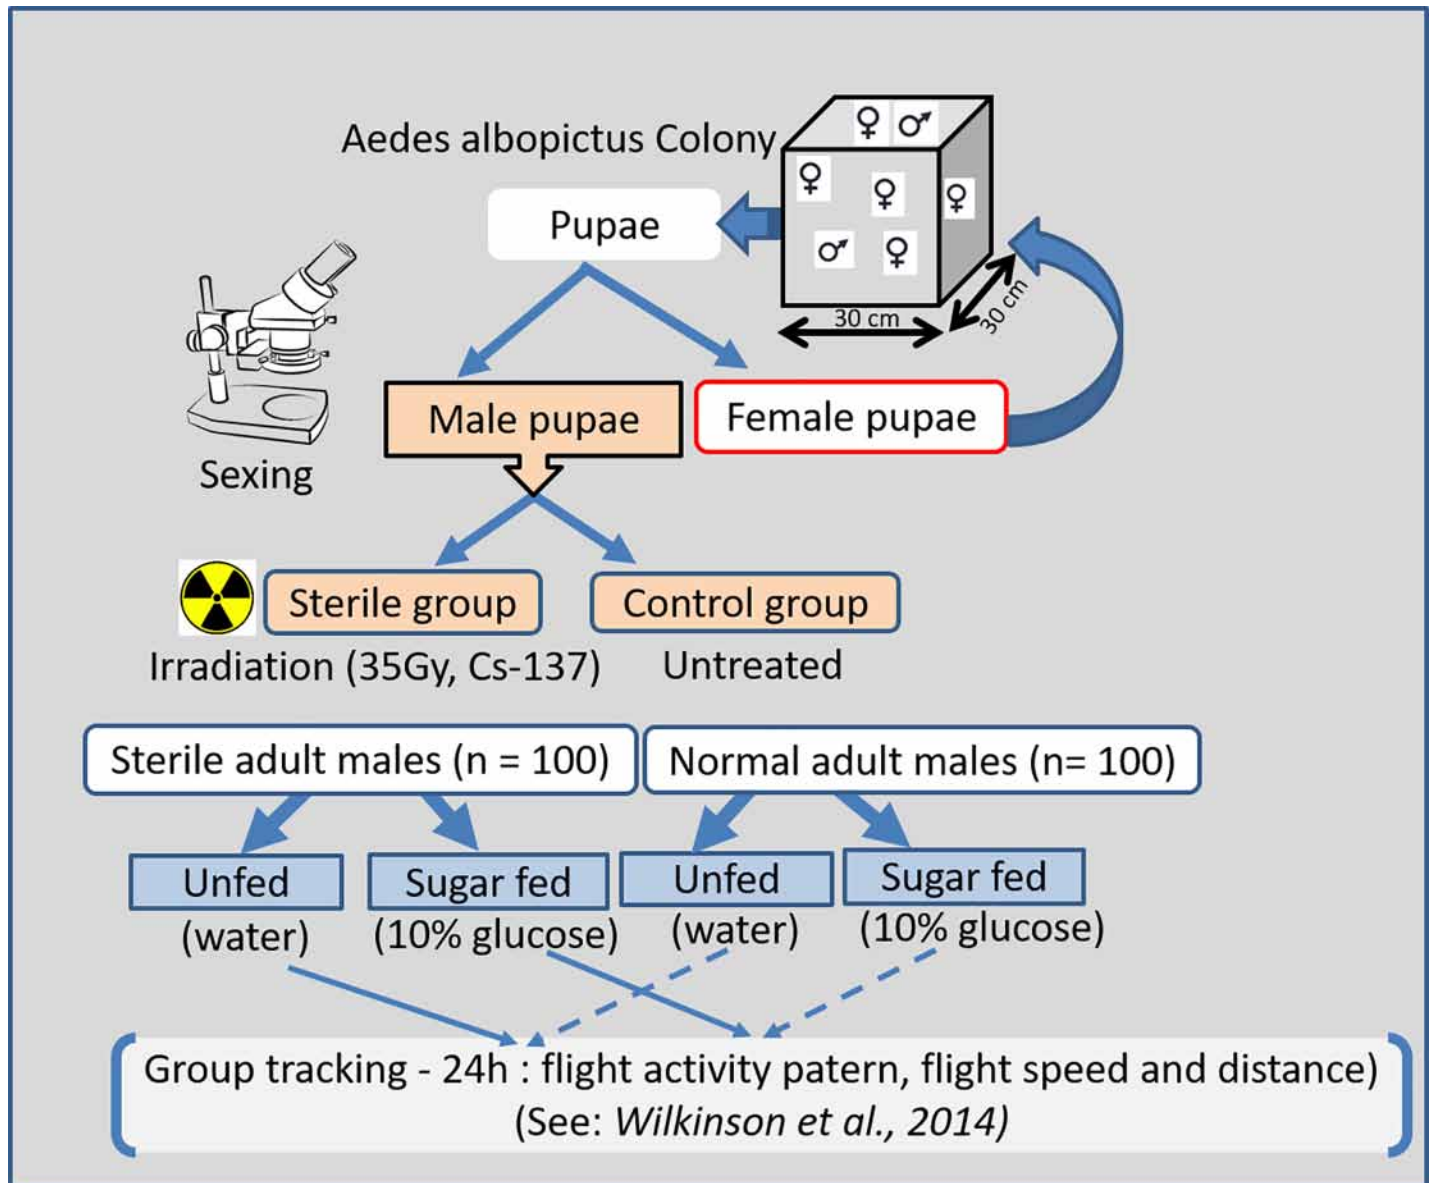 Aedes albopictus Colony
Pupae
30 cm
30 cm
Male pupae
Female pupae
Sexing
Sterile group
Control group
Irradiation (35Gy, Cs-137)
Untreated
Sterile adult males (n = 100)
Normal adult males (n= 100)
Unfed
Sugar fed
Unfed
Sugar fed
(water)
(10% glucose)
(water)
(10% glucose)
Group tracking - 24h : flight activity patern, flight speed and distance)
(See: Wilkinson et al., 2014)